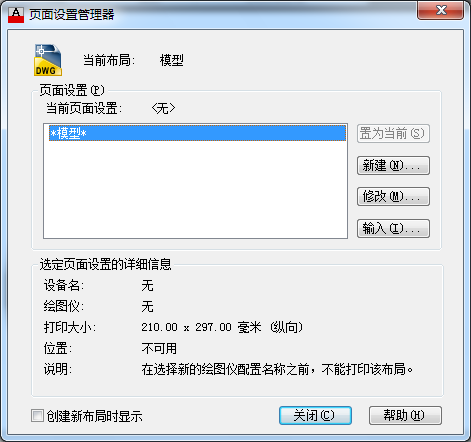 页面设置管理器
DWG
当前布局: 模型
页面设置(P)
当前页面设置: <无>
*模型*
置为当前(S)
新建(N)...
修改(M)...
输入(I)...
选定页面设置的详细信息
设备名: 无
绘图仪: 无
打印大小: 210.00 x 297.00 毫米 (纵向)
位置: 不可用
说明: 在选择新的绘图仪配置名称之前，不能打印该布局。
创建新布局时显示
关闭(C)
帮助(H)